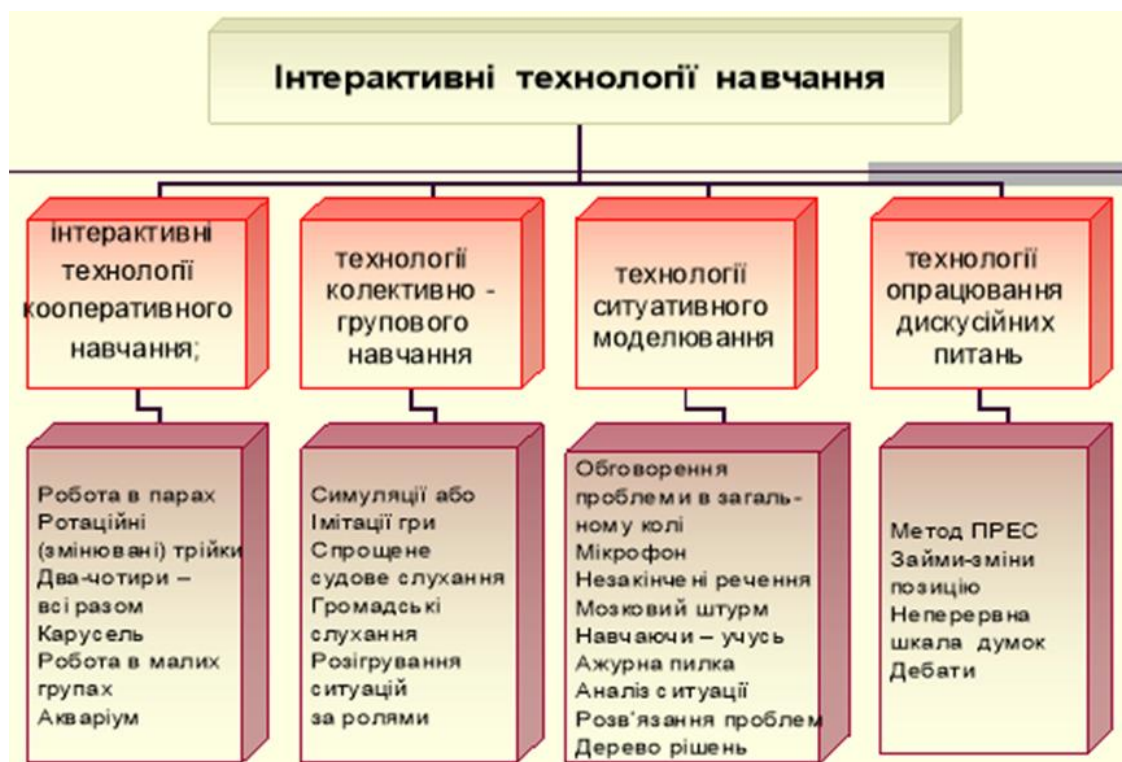 Інтерактивні технології навчання
інтерактивні
технології
кооперативного
навчання;
технології
колективно -
групового
навчання
технології
ситуативного
моделювання
технології
опрацювання
дискусійних
питань
Робота в парах
Ротаційні
(змінювані) трійки
Два-чотири –
всі разом
Карусель
Робота в малих
групах
Акваріум
Симуляції або
Імітації гри
Спрощене
судове слухання
Громадські
слухання
Розігрування
ситуацій
за ролями
Обговорення
проблеми в загаль-
ному колі
Мікрофон
Незакінчені речення
Мозковий штурм
Навчаючи – учусь
Ажурна пилка
Аналіз ситуації
Розв'язання проблем
Дерево рішень
Метод ПРЕС
Займи-зміни
позицію
Неперервна
шкала думок
Дебати